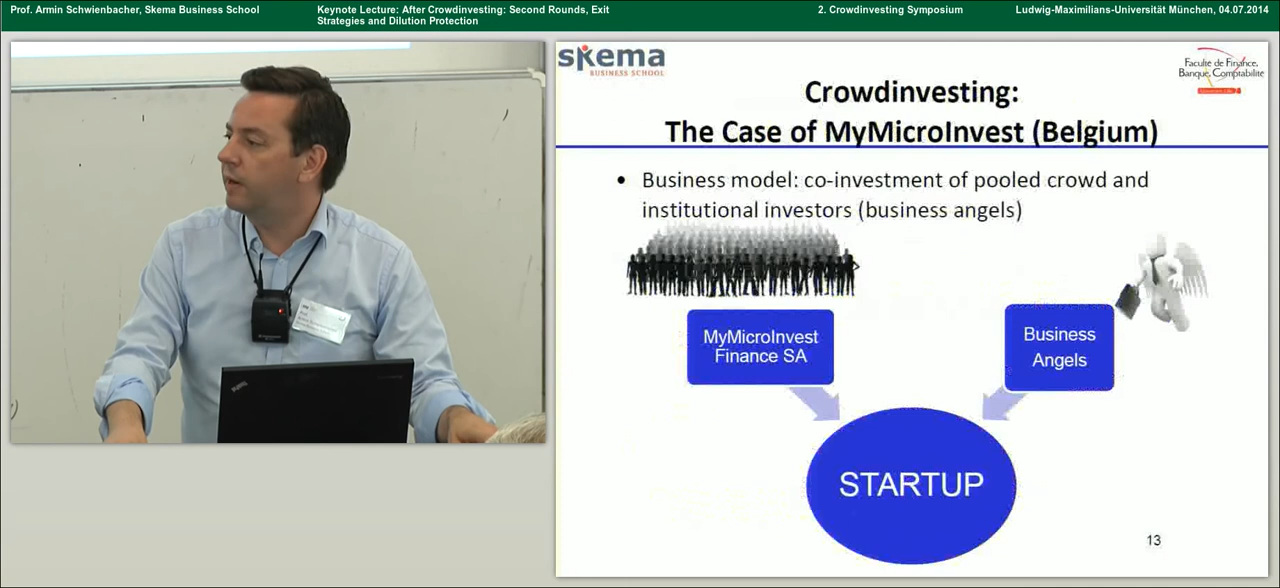 Prof. Armin Schwienbacher, Skema Business School
Keynote Lecture: After Crowdinvesting: Second Rounds, Exit
Strategies and Dilution Protection
2. Crowdinvesting Symposium
Ludwig-Maximilians-Universität München, 04.07.2014
skema
BUSINESS SCHOOL
Faculté de Finance,
Banque, Comptabilité
Crowdinvesting:
The Case of MyMicroInvest (Belgium)
• Business model: co-investment of pooled crowd and
institutional investors (business angels)
MyMicroInvest
Finance SA
Business
Angels
STARTUP
13
ThinkPad